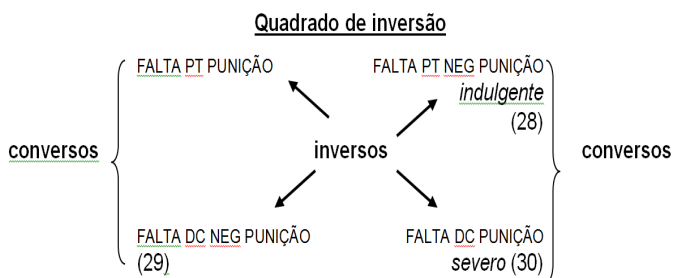 Quadrado de inversão
FALTA PT PUNIÇÃO
FALTA PT NEG PUNIÇÃO
indulgente
(28)
conversos
inversos
conversos
FALTA DC NEG PUNIÇÃO
(29)
FALTA DC PUNIÇÃO
severo (30)